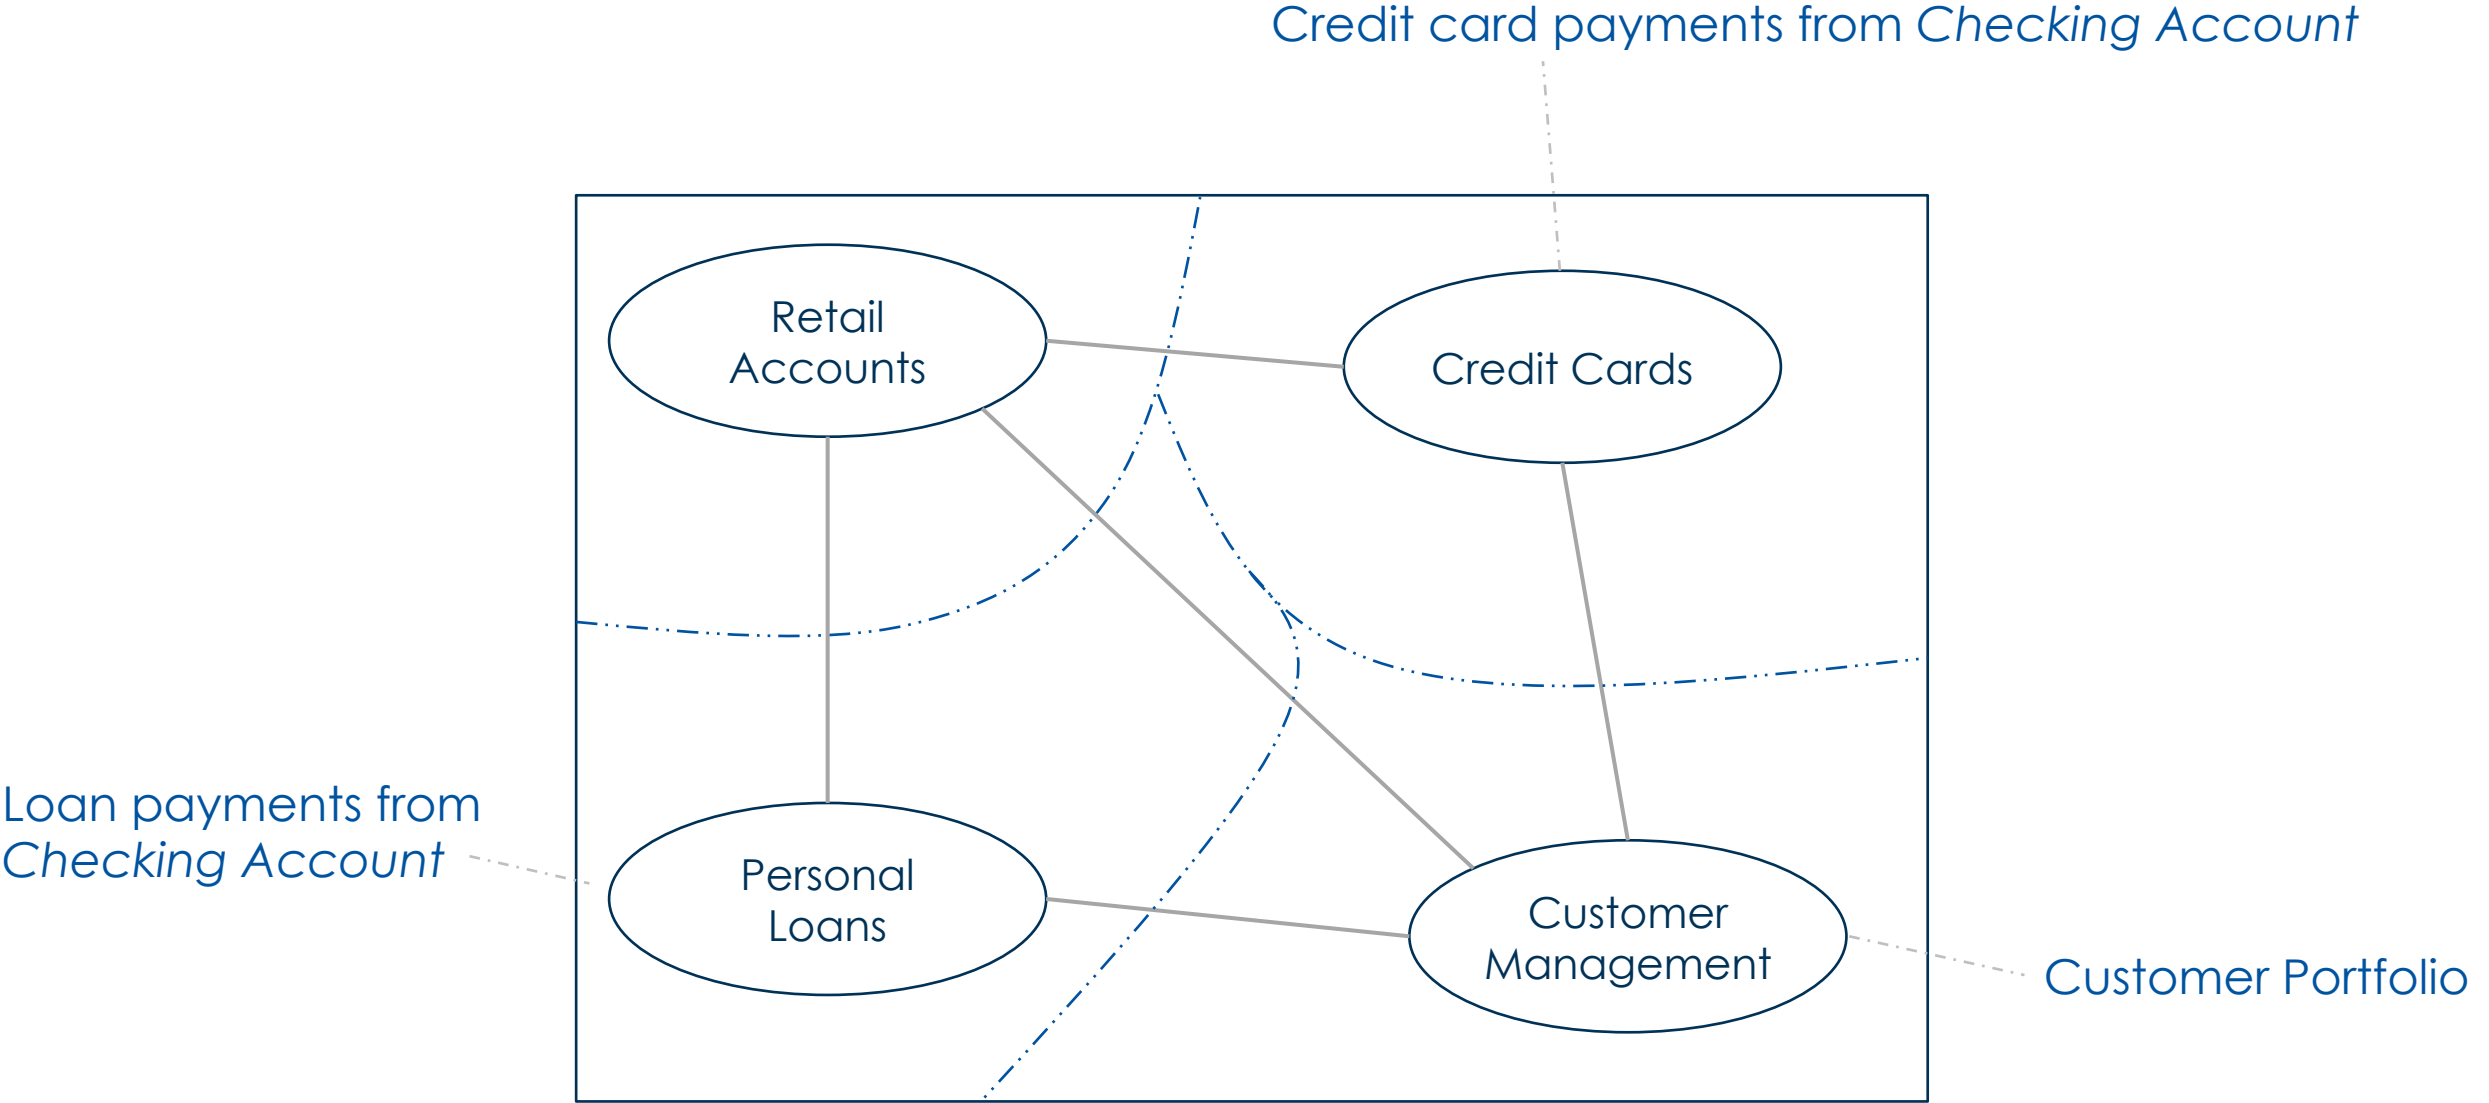 Credit card payments from Checking Account
Retail
Accounts
Credit Cards
Loan payments from
Checking Account
Personal
Loans
Customer
Management
Customer Portfolio